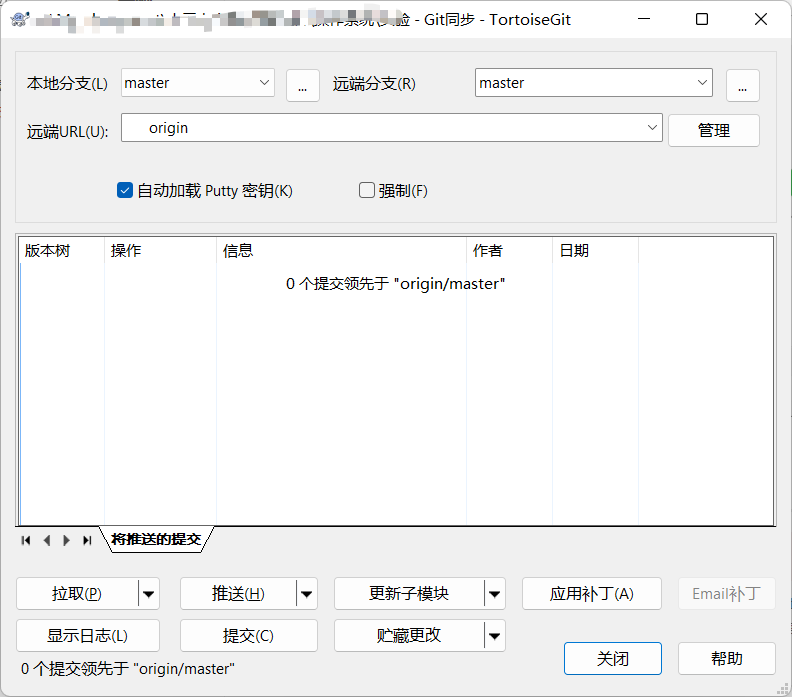 操作系统\实验 - Git同步 - TortoiseGit
本地分支(L) master ... 远端分支(R) master ...
远端URL(U): origin 管理
自动加载 Putty 密钥(K) 强制(F)
版本树 操作 信息 作者 日期
0 个提交领先于 "origin/master"
将推送的提交
拉取(P) 推送(H) 更新子模块 应用补丁(A) Email补丁
显示日志(L) 提交(C) 贮藏更改
关闭 帮助
0 个提交领先于 "origin/master"